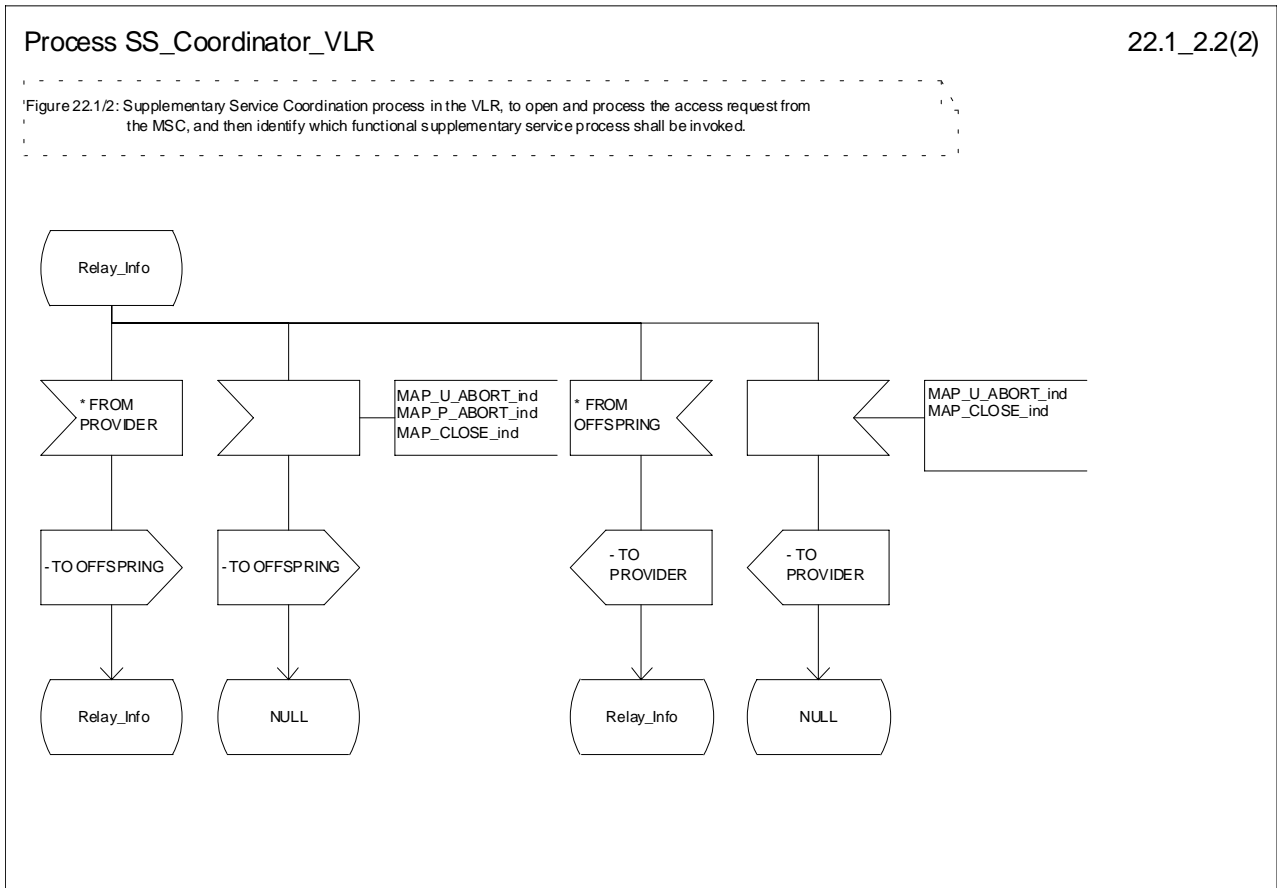 Process SS_Coordinator_VLR
22.1_2.2(2)
'Figure 22.1/2: Supplementary Service Coordination process in the VLR, to open and process the access request from
the MSC, and then identify which functional supplementary service process shall be invoked.
Relay_Info
* FROM
PROVIDER
MAP_U_ABORT_ind
MAP_P_ABORT_ind
MAP_CLOSE_ind
* FROM
OFFSPRING
MAP_U_ABORT_ind
MAP_CLOSE_ind
- TO OFFSPRING
- TO OFFSPRING
- TO
PROVIDER
- TO
PROVIDER
Relay_Info
NULL
Relay_Info
NULL